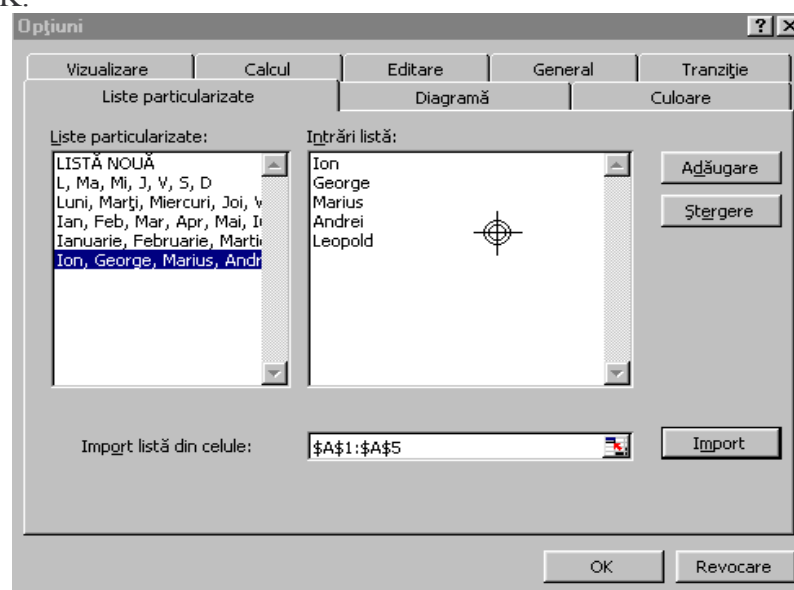 K.
Opţiuni
Vizualizare Calcul Editare General Tranziţie
Liste particularizate Diagramă Culoare
Liste particularizate:
LISTĂ NOUĂ
L, Ma, Mi, J, V, S, D
Luni, Marţi, Miercuri, Joi, V
Ian, Feb, Mar, Apr, Mai, I
Ianuarie, Februarie, Marti
Ion, George, Marius, Andr
Intrări listă:
Ion
George
Marius
Andrei
Leopold
Adăugare
Ştergere
Import listă din celule: $A$1:$A$5 Import
OK Revocare